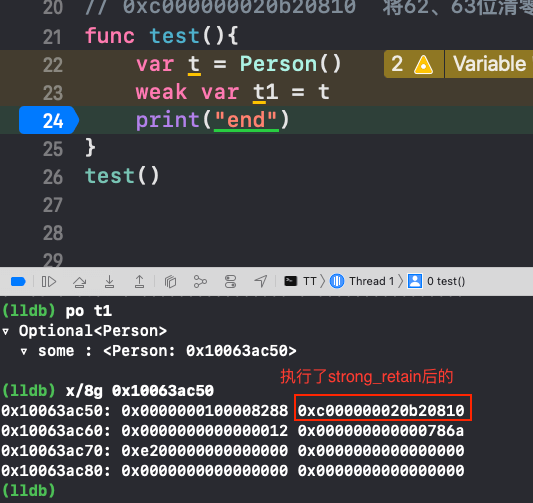 20 // 0xc000000020b20810 将62、63位清零
21 func test(){
22 var t = Person() 2 Variable
23 weak var t1 = t
24 print("end")
25 }
26 test()
27
28
29
TT Thread 1 0 test()
(lldb) po t1
▿ Optional<Person>
▿ some : <Person: 0x10063ac50>
执行了strong_retain后的
(lldb) x/8g 0x10063ac50
0x10063ac50: 0x0000000100008288 0xc000000020b20810
0x10063ac60: 0x0000000000000012 0x000000000000786a
0x10063ac70: 0xe200000000000000 0x0000000000000000
0x10063ac80: 0x0000000000000000 0x0000000000000000
(lldb)